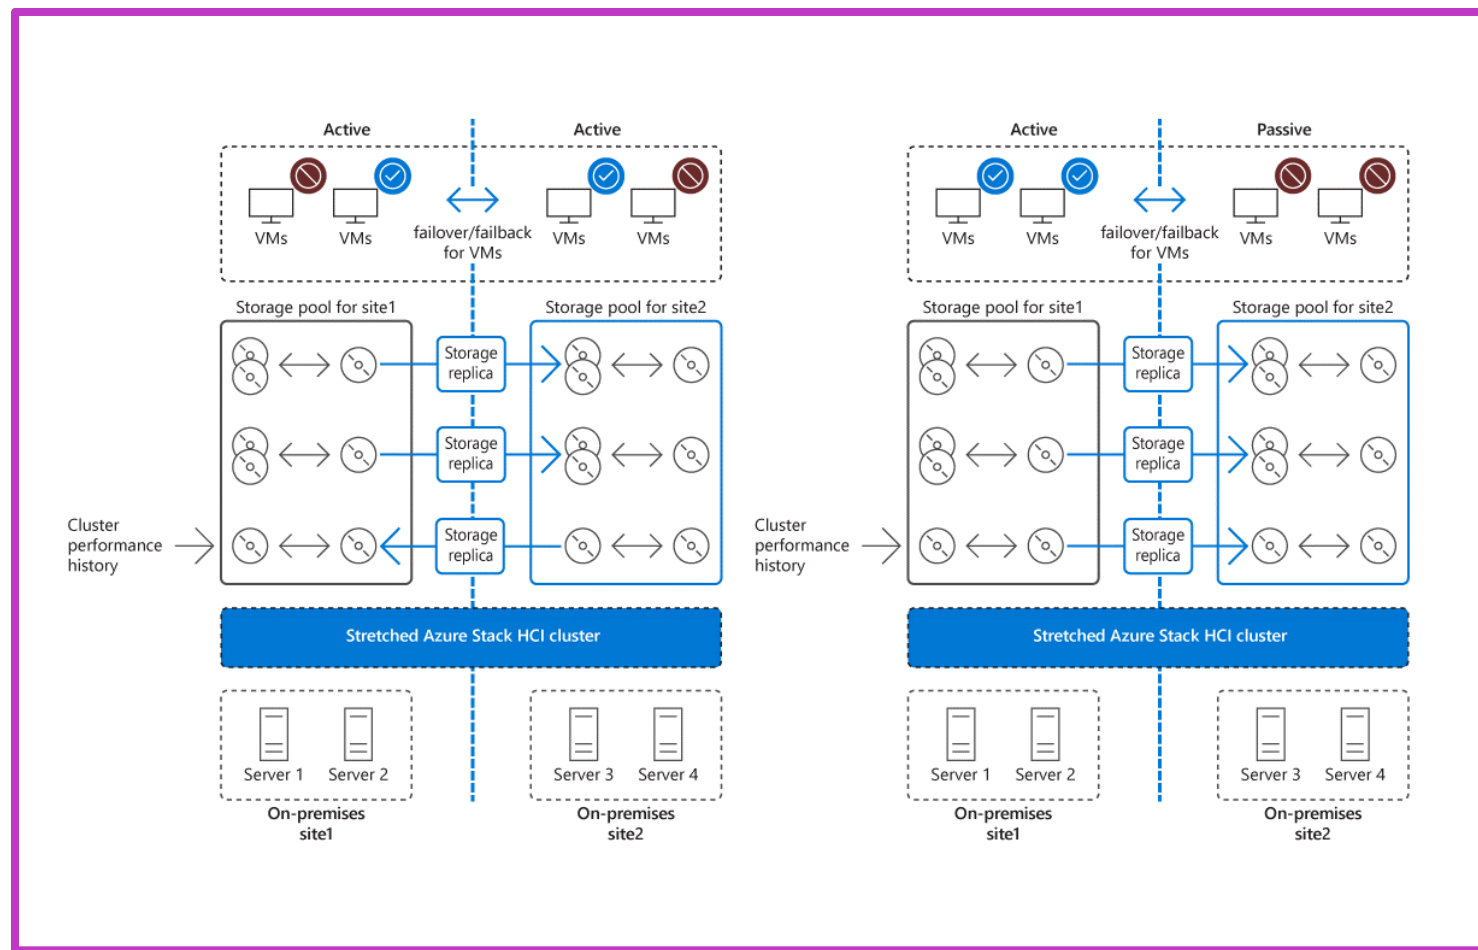 Active
Active
VMs
VMs
failover/failback
for VMs
VMs
VMs
Storage pool for site1
Storage pool for site2
Storage
replica
Storage
replica
Cluster
performance
history
Storage
replica
Stretched Azure Stack HCI cluster
Server 1
Server 2
Server 3
Server 4
On-premises
site1
On-premises
site2
Active
Passive
VMs
VMs
failover/failback
for VMs
VMs
VMs
Storage pool for site1
Storage pool for site2
Storage
replica
Storage
replica
Cluster
performance
history
Storage
replica
Stretched Azure Stack HCI cluster
Server 1
Server 2
Server 3
Server 4
On-premises
site1
On-premises
site2